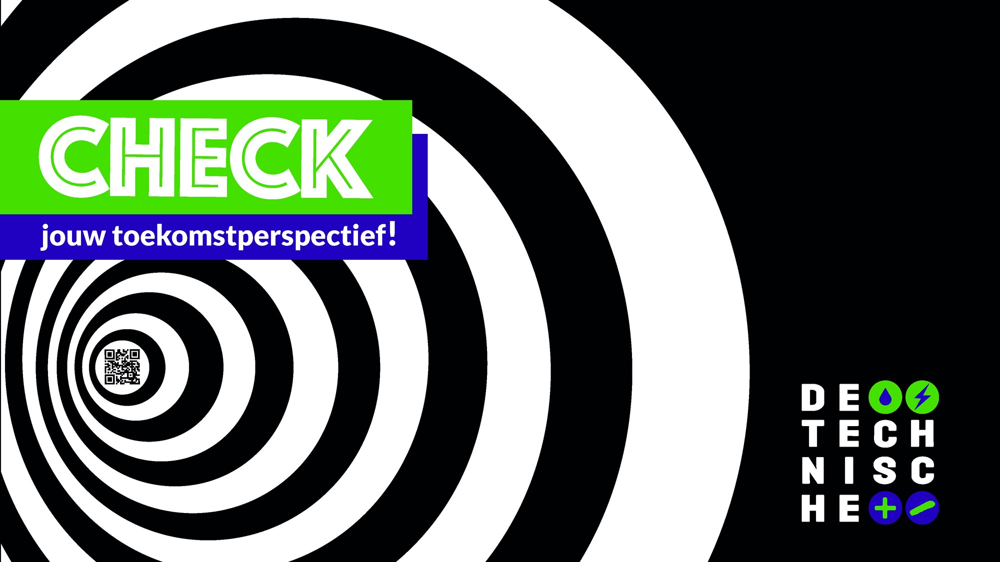 CHECK
jouw toekomstperspectief!
DE
TECH
NISC
HE